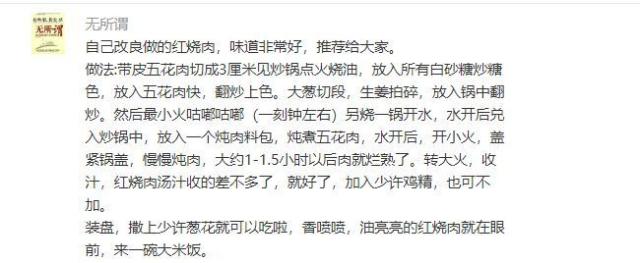 无所谓
自己改良做的红烧肉，味道非常好，推荐给大家。
做法:带皮五花肉切成3厘米见炒锅点火烧油，放入所有白砂糖炒糖
色，放入五花肉快，翻炒上色。大葱切段，生姜拍碎，放入锅中翻
炒。然后最小火咕嘟咕嘟（一刻钟左右）另烧一锅开水，水开后兑
入炒锅中，放入一个炖肉料包，炖煮五花肉，水开后，开小火，盖
紧锅盖，慢慢炖肉，大约1-1.5小时以后肉就烂熟了。转大火，收
汁，红烧肉汤汁收的差不多了，就好了，加入少许鸡精，也可不
加。
装盘，撒上少许葱花就可以吃啦，香喷喷，油亮亮的红烧肉就在眼
前，来一碗大米饭。